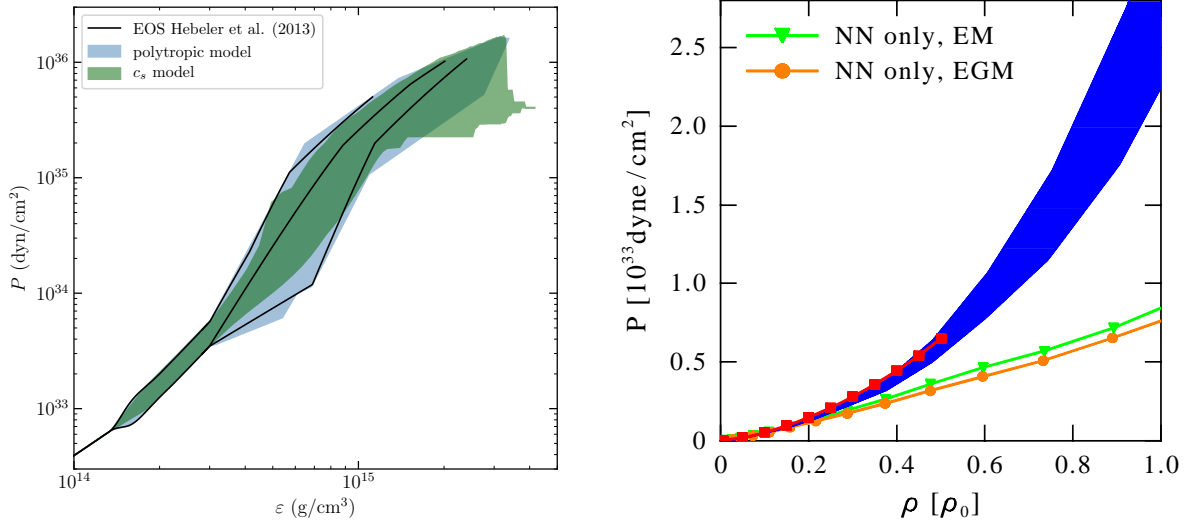 EOS Hebeler et al. (2013)
polytropic model
c_s model
10^36
10^35
10^34
10^33
P (dyn/cm^2)
10^14
10^15
ε (g/cm^3)
NN only, EM
NN only, EGM
2.5
2.0
1.5
1.0
0.5
0
P [10^33 dyne/cm^2]
0 0.2 0.4 0.6 0.8 1.0
ρ [ρ_0]